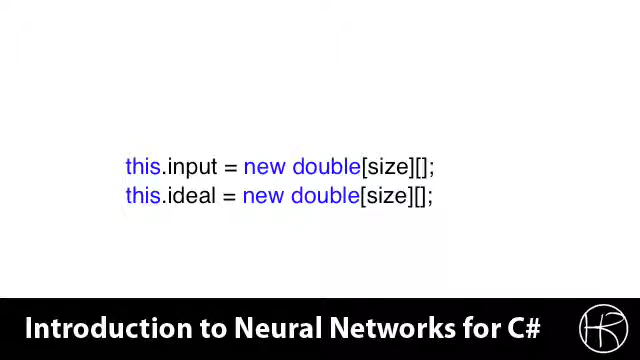 this.input = new double[size][];
this.ideal = new double[size][];
Introduction to Neural Networks for C#